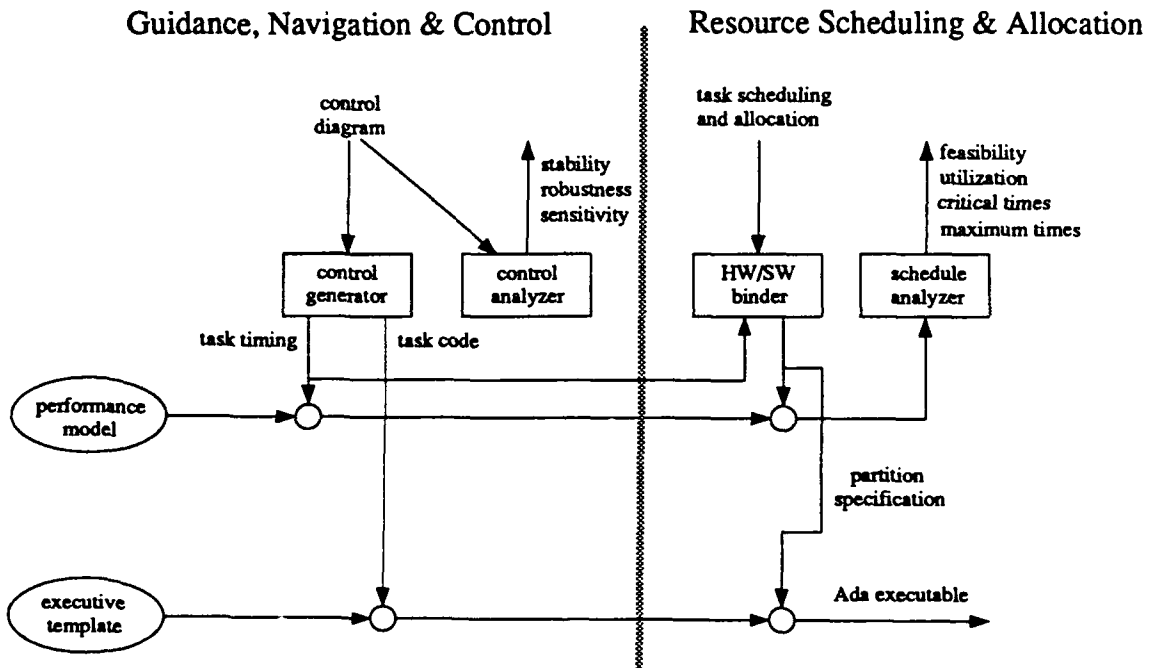 Guidance, Navigation & Control
Resource Scheduling & Allocation
control
diagram
stability
robustness
sensitivity
task scheduling
and allocation
feasibility
utilization
critical times
maximum times
control
generator
control
analyzer
HW/SW
binder
schedule
analyzer
task timing
task code
performance
model
partition
specification
executive
template
Ada executable